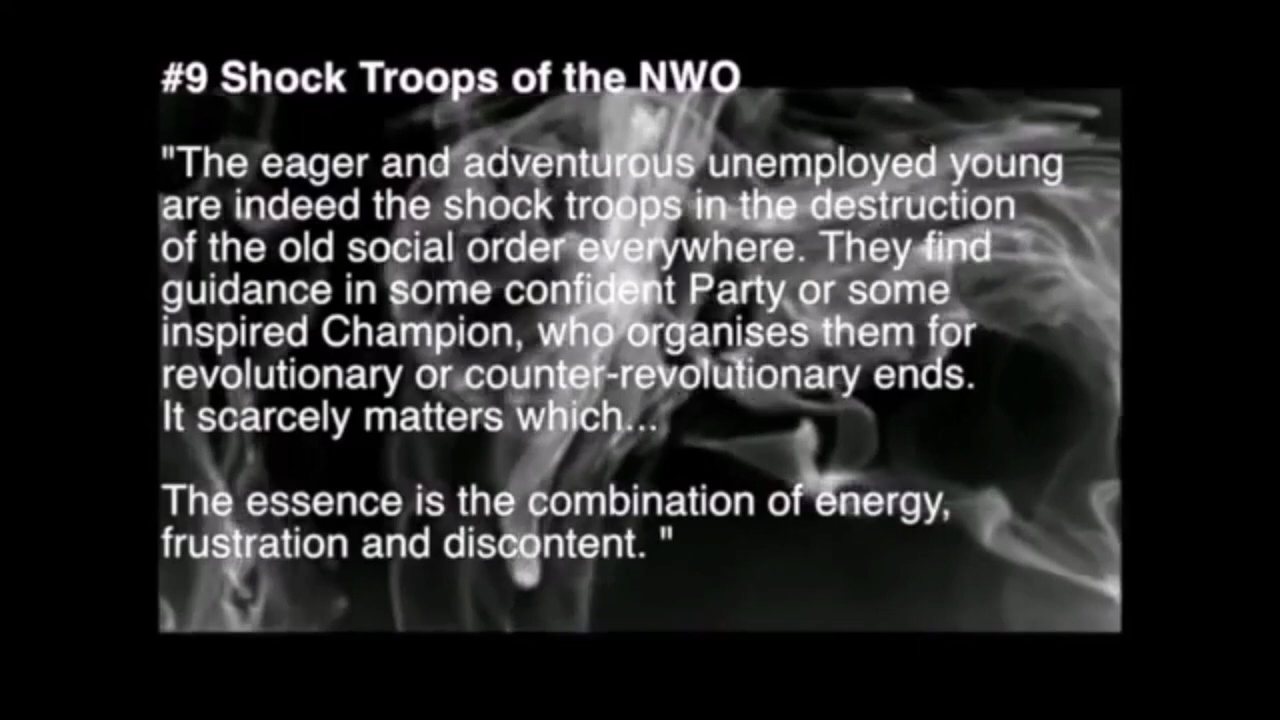 #9 Shock Troops of the NWO
"The eager and adventurous unemployed young
are indeed the shock troops in the destruction
of the old social order everywhere. They find
guidance in some confident Party or some
inspired Champion, who organises them for
revolutionary or counter-revolutionary ends.
It scarcely matters which...
The essence is the combination of energy,
frustration and discontent. "